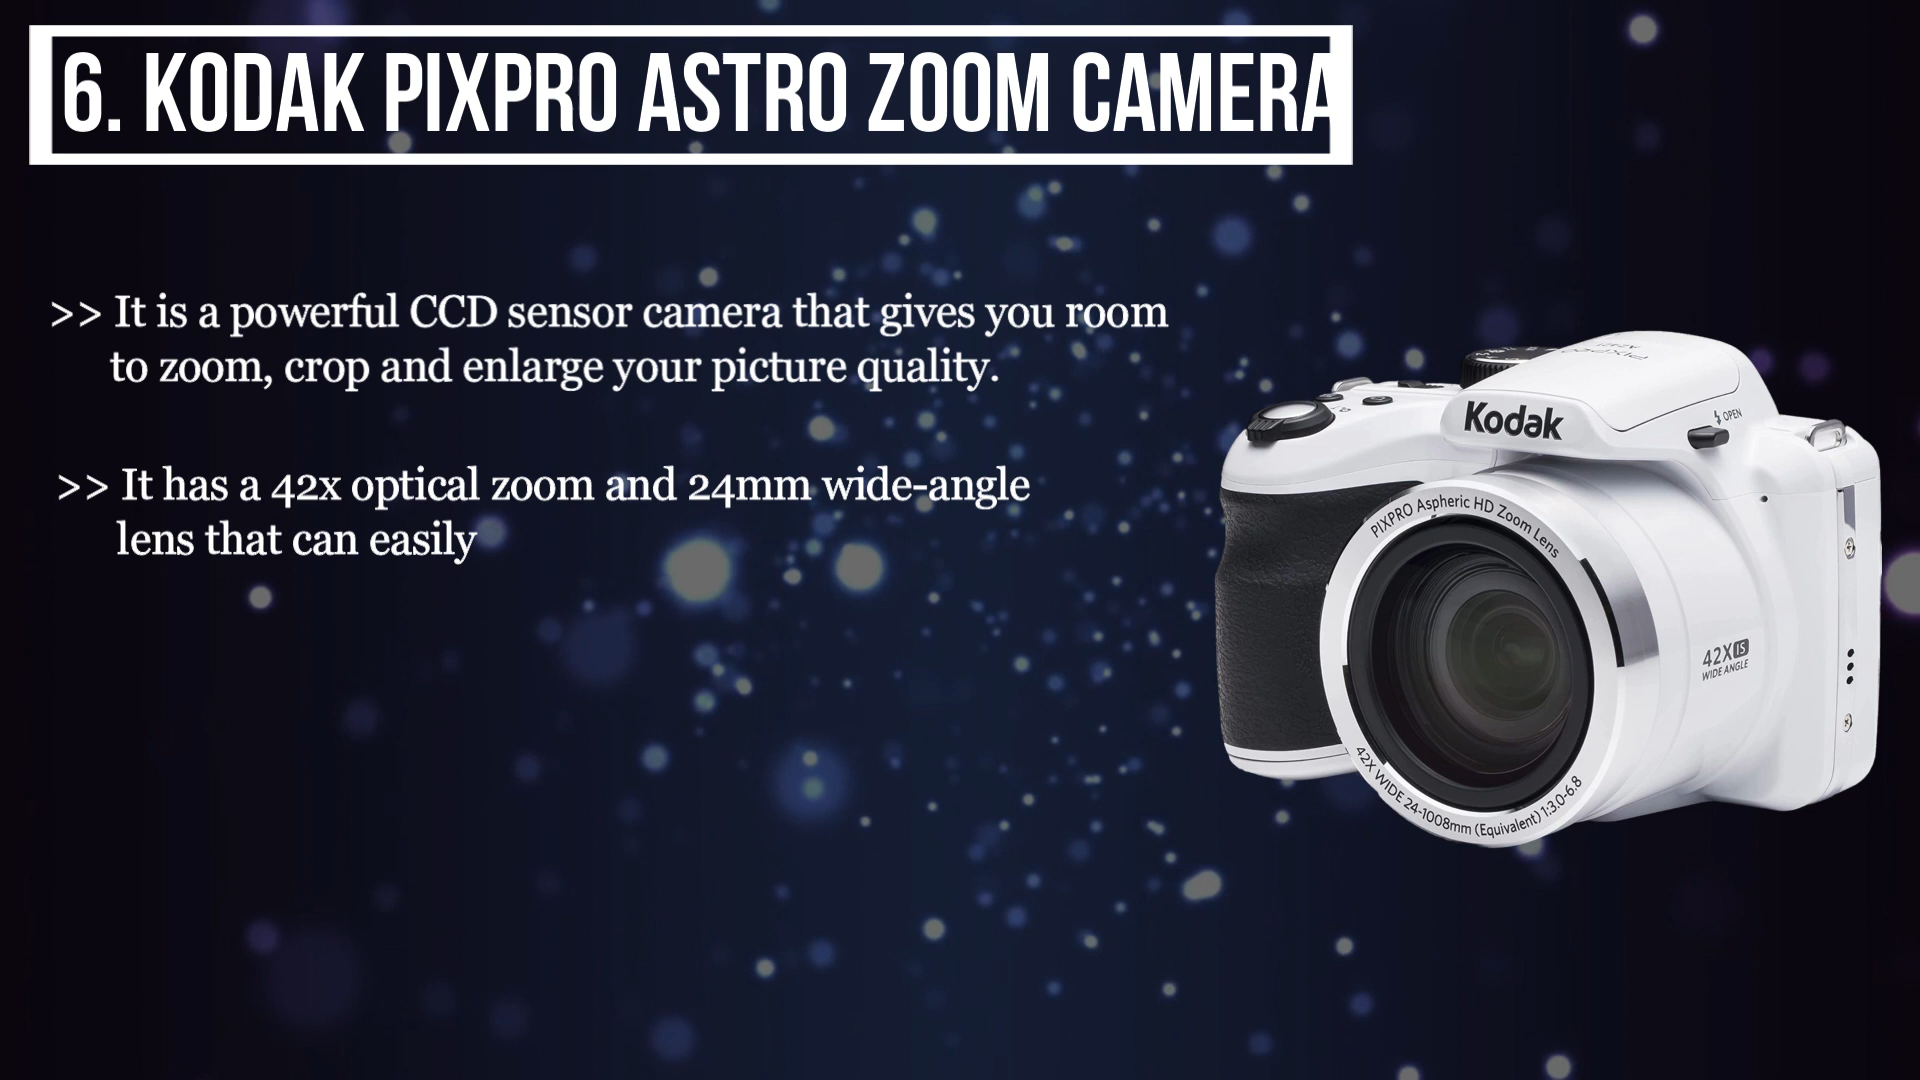 6. KODAK PIXPRO ASTRO ZOOM CAMERA
>> It is a powerful CCD sensor camera that gives you room
to zoom, crop and enlarge your picture quality.
>> It has a 42x optical zoom and 24mm wide-angle
lens that can easily
Kodak
OPEN
PIXPRO Aspheric HD Zoom Lens
42X IS
WIDE ANGLE
42X WIDE 24-1008mm (Equivalent) 1:3.0-6.8